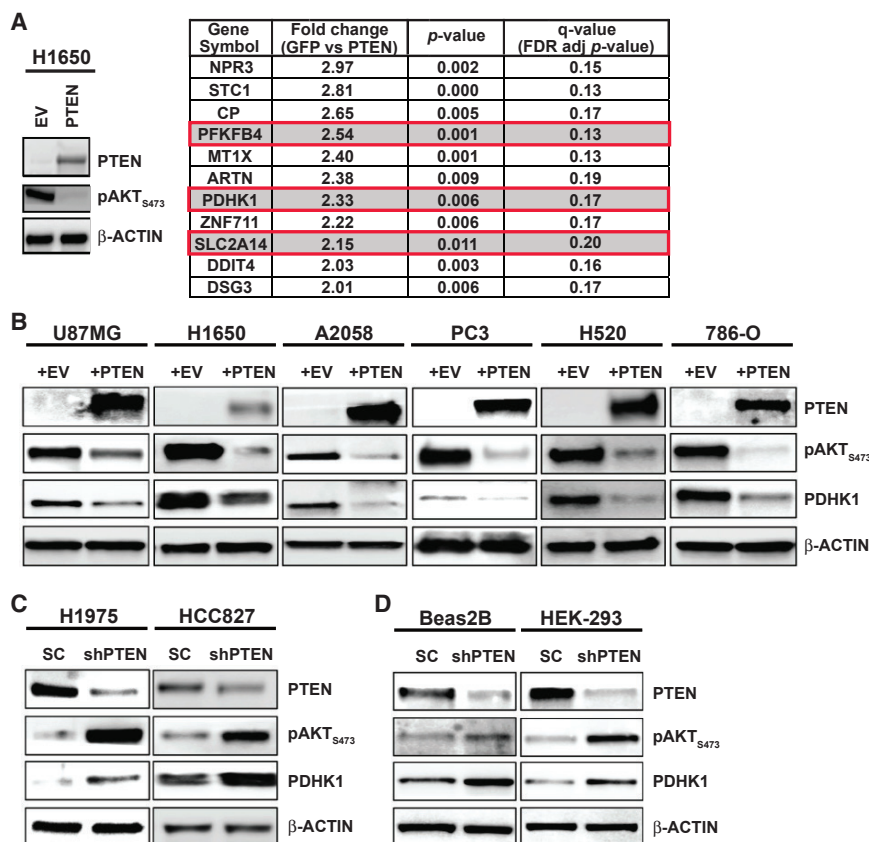 A
H1650
EV PTEN
PTEN
pAKTS473
β-ACTIN
Gene Symbol Fold change (GFP vs PTEN) p-value q-value (FDR adj p-value)
NPR3 2.97 0.002 0.15
STC1 2.81 0.000 0.13
CP 2.65 0.005 0.17
PFKFB4 2.54 0.001 0.13
MT1X 2.40 0.001 0.13
ARTN 2.38 0.009 0.19
PDHK1 2.33 0.006 0.17
ZNF711 2.22 0.006 0.17
SLC2A14 2.15 0.011 0.20
DDIT4 2.03 0.003 0.16
DSG3 2.01 0.006 0.17
B
U87MG H1650 A2058 PC3 H520 786-O
+EV +PTEN +EV +PTEN +EV +PTEN +EV +PTEN +EV +PTEN +EV +PTEN
PTEN
pAKTS473
PDHK1
β-ACTIN
C
H1975 HCC827
SC shPTEN SC shPTEN
PTEN
pAKTS473
PDHK1
β-ACTIN
D
Beas2B HEK-293
SC shPTEN SC shPTEN
PTEN
pAKTS473
PDHK1
β-ACTIN